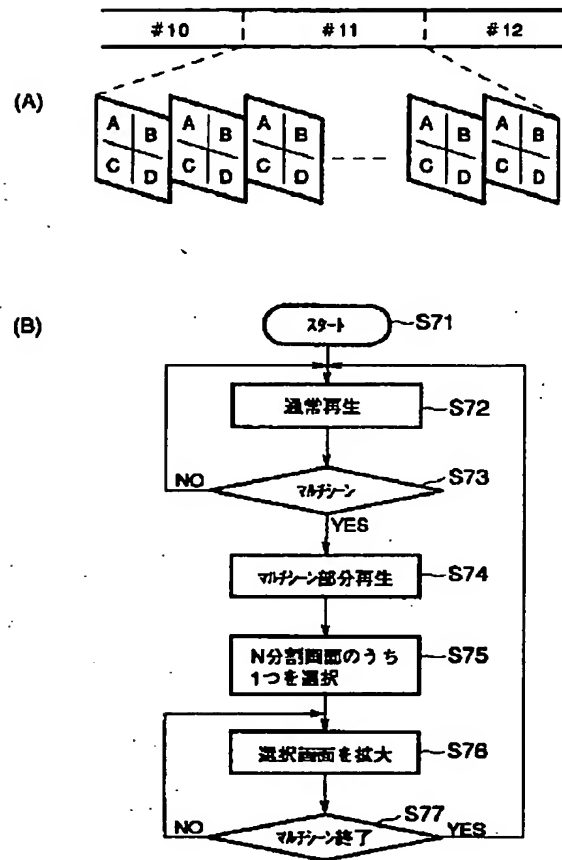 #10 #11 #12
(A)
A B A B A B A B A B
C D C D C D C D C D
(B)
スタート S71
通常再生 S72
マルチシーン S73
NO
YES
マルチシーン部分再生 S74
N分割画面のうち
1つを選択 S75
選択画面を拡大 S76
マルチシーン終了 S77
NO YES